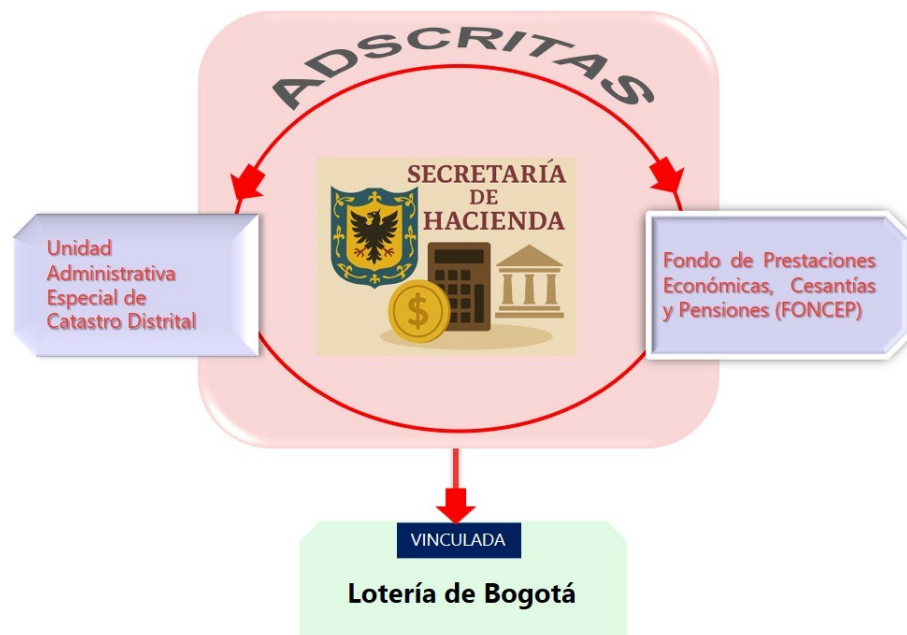 ADSCRITAS
SECRETARÍA
DE
HACIENDA
$
Unidad
Administrativa
Especial de
Catastro Distrital
Fondo de Prestaciones
Económicas, Cesantías
y Pensiones (FONCEP)
VINCULADA
Lotería de Bogotá